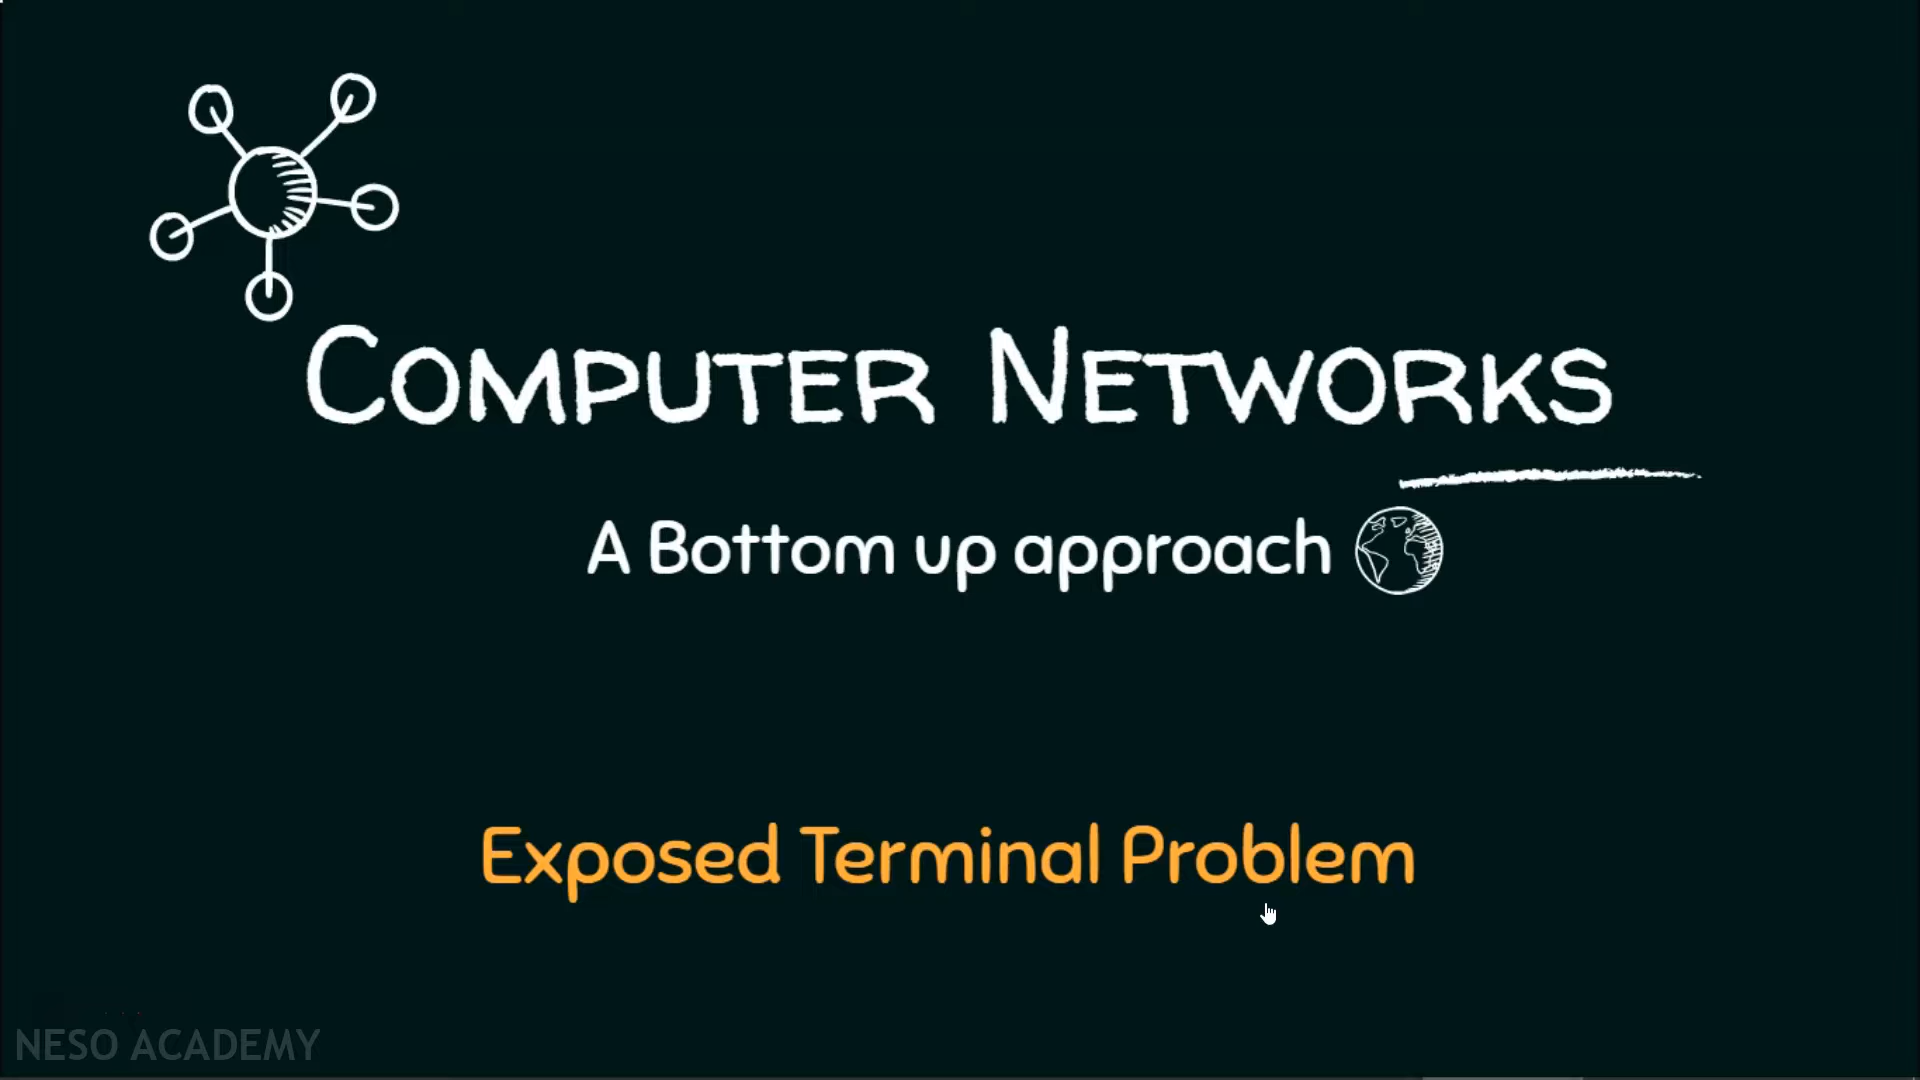 COMPUTER NETWORKS
A Bottom up approach
Exposed Terminal Problem
NESO ACADEMY